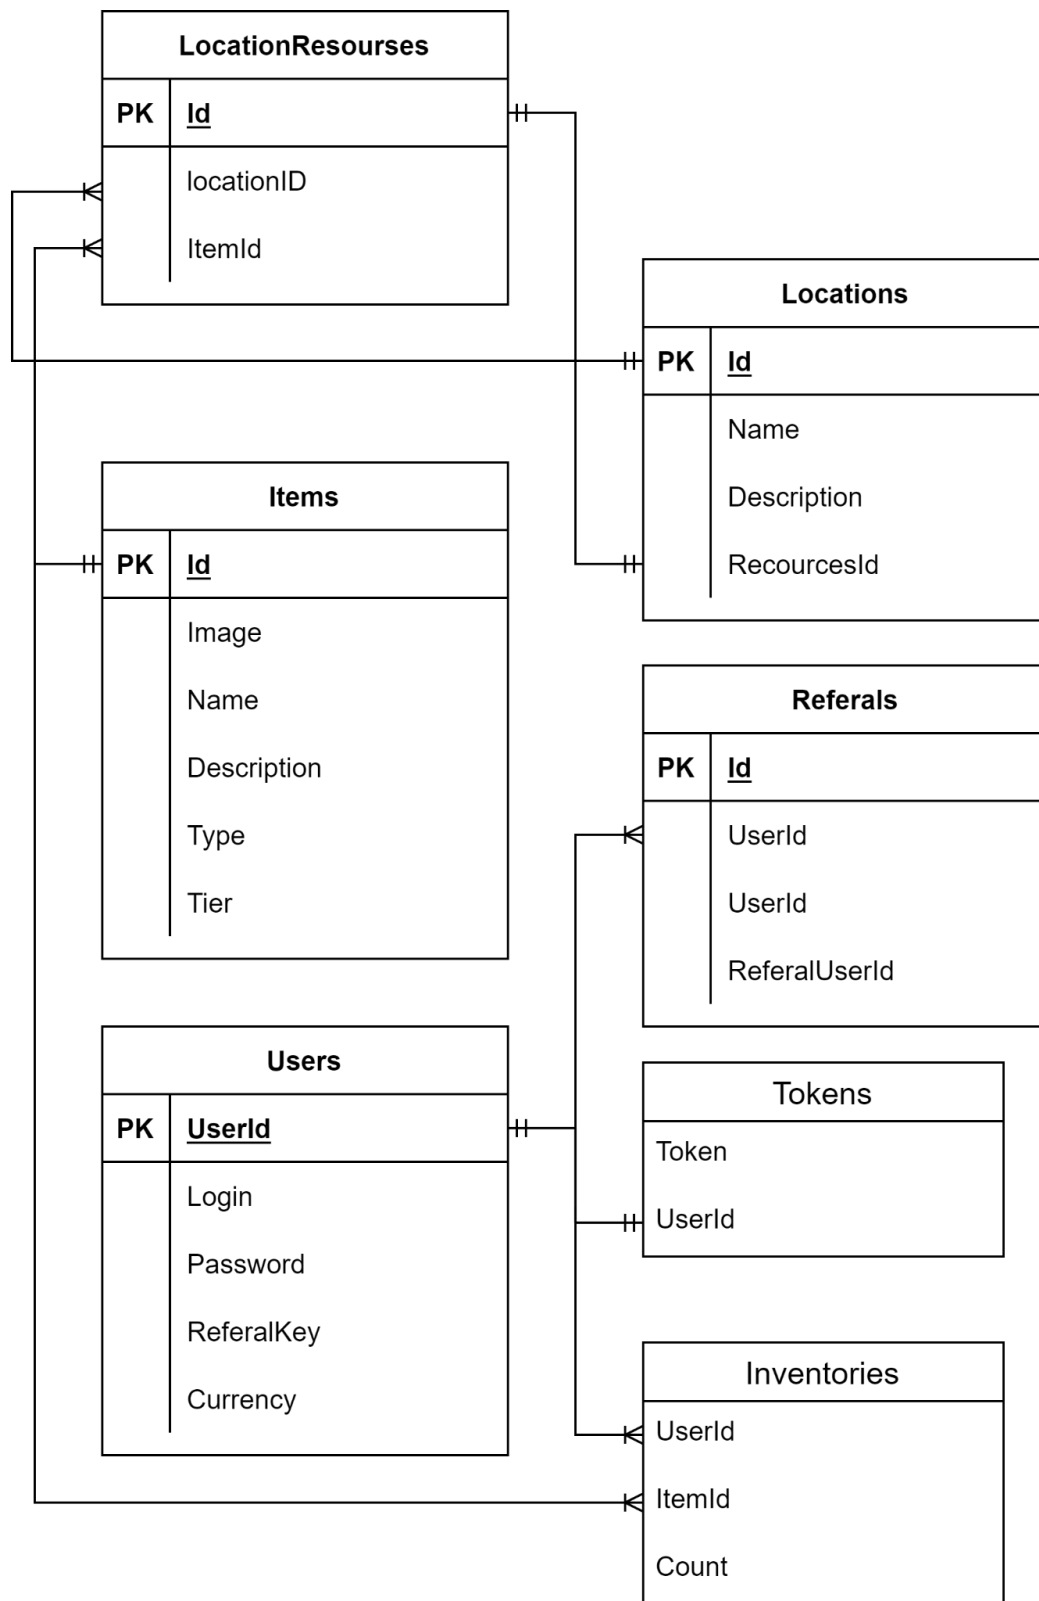 LocationResourses
PK Id
locationID
ItemId
Locations
PK Id
Name
Description
RecourcesId
Items
PK Id
Image
Name
Description
Type
Tier
Referals
PK Id
UserId
UserId
ReferalUserId
Users
PK UserId
Login
Password
ReferalKey
Currency
Tokens
Token
UserId
Inventories
UserId
ItemId
Count